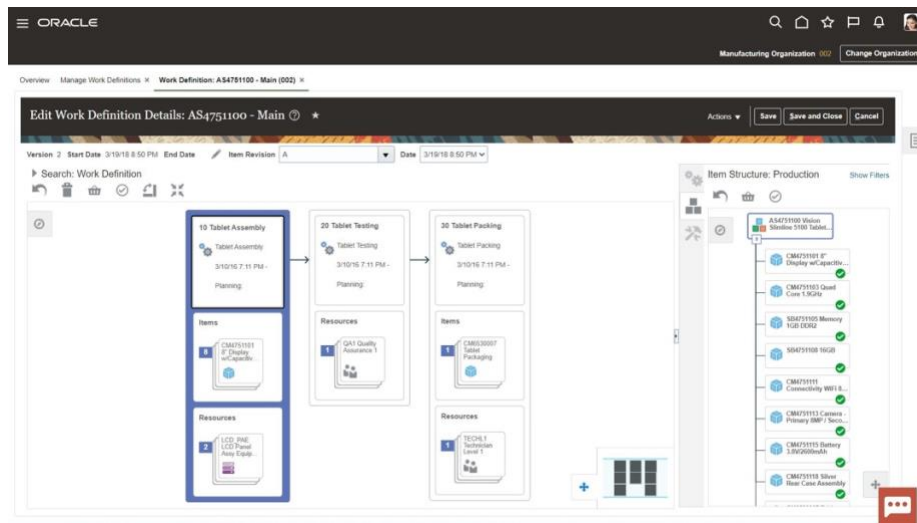 ORACLE
Manufacturing Organization 002 Change Organization
Overview Manage Work Definitions × Work Definition: AS4751100 - Main (002) ×
Edit Work Definition Details: AS4751100 - Main
Actions Save Save and Close Cancel
Version 2 Start Date 3/19/18 8:50 PM End Date Item Revision A Date 3/19/18 8:50 PM
Search: Work Definition
10 Tablet Assembly
Tablet Assembly
3/10/16 7:11 PM -
Planning:
Items
8
CM4751101
8" Display
w/Capacitiv...
Resources
2
LCD_PAE
LCD Panel
Assy Equip...
20 Tablet Testing
Tablet Testing
3/10/16 7:11 PM -
Planning:
Resources
1
QA1 Quality
Assurance 1
30 Tablet Packing
Tablet Packing
3/10/16 7:11 PM -
Planning:
Items
1
CM6530007
Tablet
Packaging
Resources
1
TECHL1
Technician
Level 1
Item Structure: Production
Show Filters
AS4751100 Vision
Slimline 5100 Tablet...
CM4751101 8"
Display w/Capacitiv...
CM4751103 Quad
Core 1.9GHz
SB4751105 Memory
1GB DDR2
SB4751108 16GB
CM4751111
Connectivity WIFI 8...
CM4751113 Camera -
Primary 8MP / Seco...
CM4751115 Battery
3.8V/2600mAh
CM4751118 Silver
Rear Case Assembly